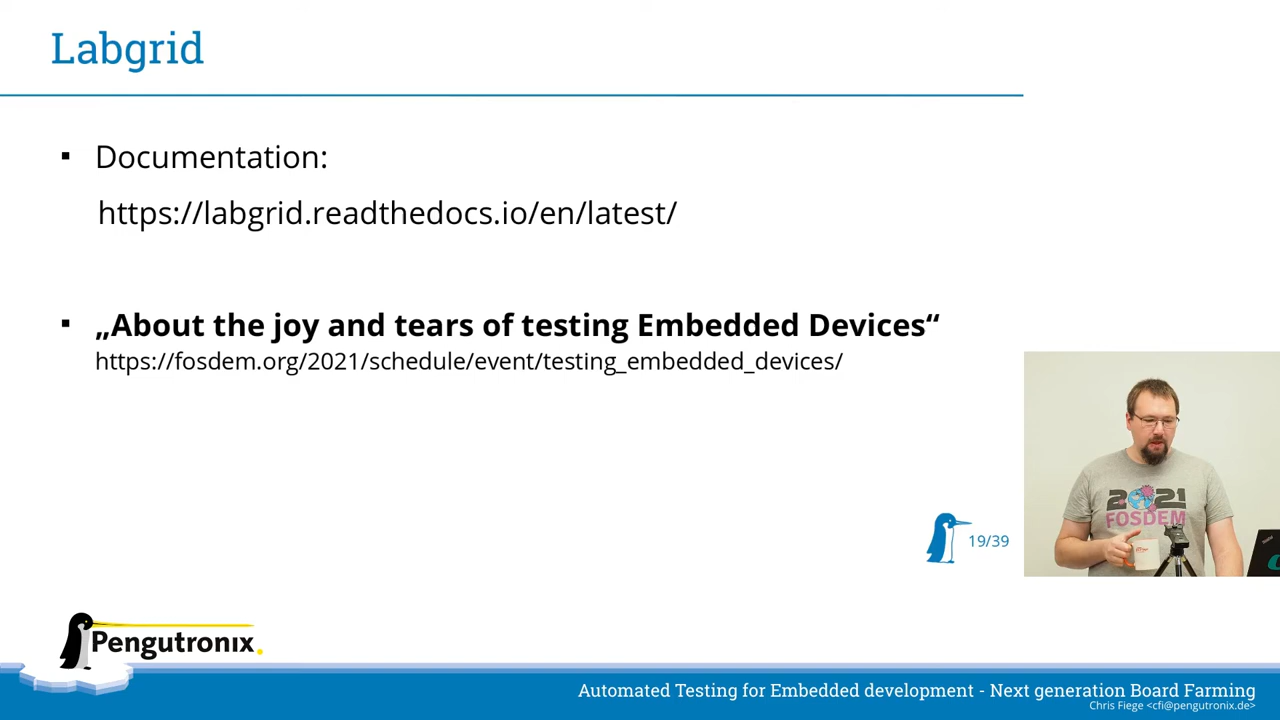 Labgrid
▪ Documentation:
https://labgrid.readthedocs.io/en/latest/
▪ „About the joy and tears of testing Embedded Devices“
https://fosdem.org/2021/schedule/event/testing_embedded_devices/
2021
FOSDEM
19/39
Pengutronix
Automated Testing for Embedded development - Next generation Board Farming
Chris Fiege <cfi@pengutronix.de>